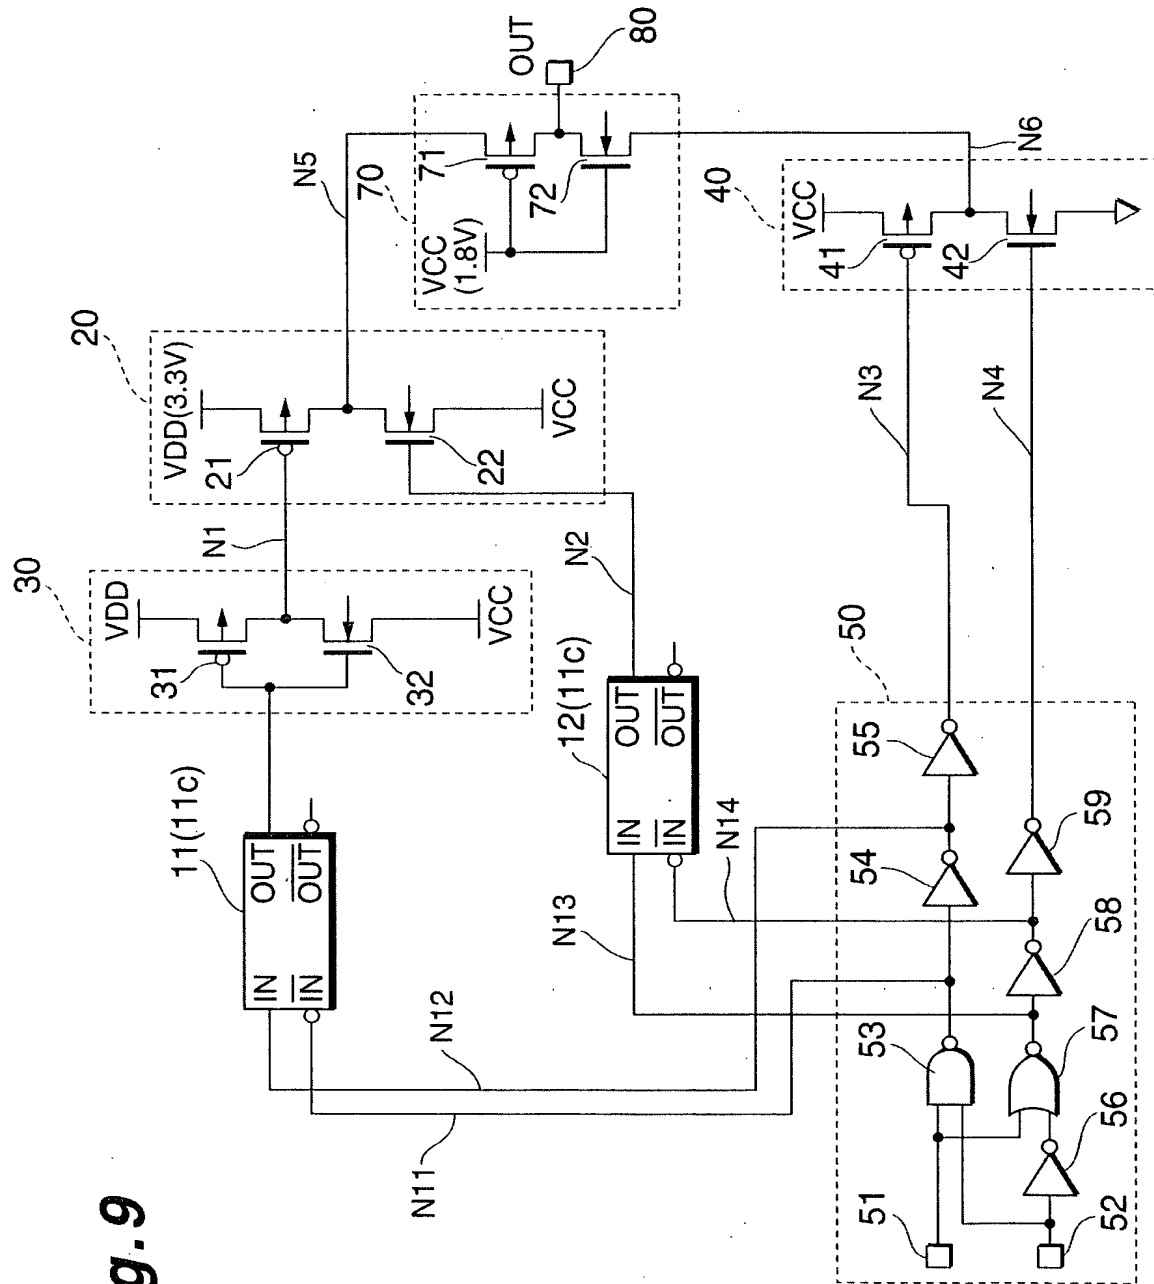 g.9
OUT
80
N5
70
71
72
VCC
(1.8V)
N6
40
VCC
41
42
20
VDD(3.3V)
21
22
VCC
N1
N2
N3
N4
30
VDD
31
32
VCC
50
11(11c)
IN OUT
IN OUT
12(11c)
IN OUT
IN OUT
N14
N13
N12
N11
55
54
59
58
53
57
56
51
52